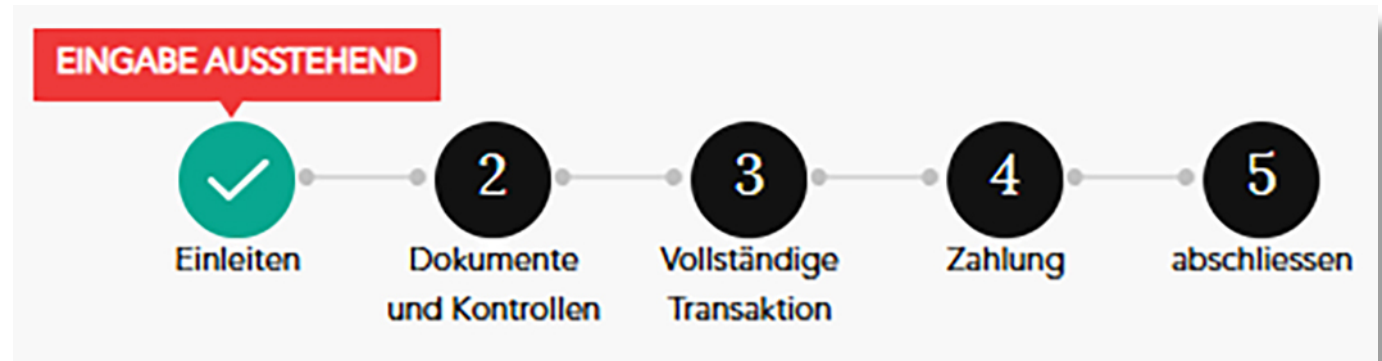 EINGABE AUSSTEHEND
2
3
4
5
Einleiten
Dokumente
und Kontrollen
Vollständige
Transaktion
Zahlung
abschliessen